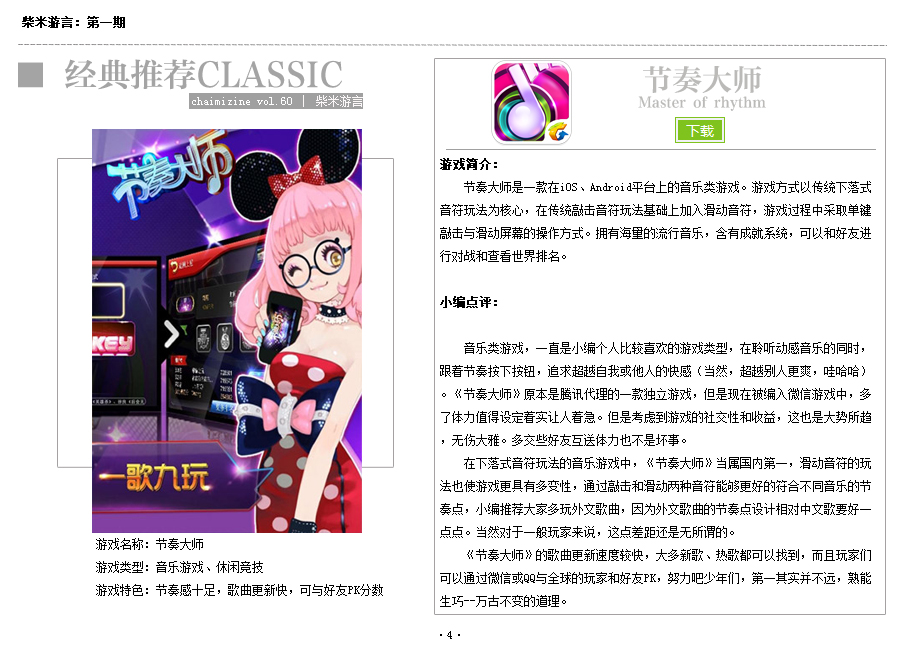 柴米游言：第一期
经典推荐CLASSIC
chaimizine vol.60 | 柴米游言
节奏大师
一歌九玩
游戏名称：节奏大师
游戏类型：音乐游戏、休闲竞技
游戏特色：节奏感十足，歌曲更新快，可与好友PK分数
节奏大师
Master of rhythm
下载
游戏简介：
节奏大师是一款在iOS、Android平台上的音乐类游戏。游戏方式以传统下落式
音符玩法为核心，在传统敲击音符玩法基础上加入滑动音符，游戏过程中采取单键
敲击与滑动屏幕的操作方式。拥有海量的流行音乐，含有成就系统，可以和好友进
行对战和查看世界排名。
小编点评：
音乐类游戏，一直是小编个人比较喜欢的游戏类型，在聆听动感音乐的同时，
跟着节奏按下按钮，追求超越自我或他人的快感（当然，超越别人更爽，哇哈哈）
。《节奏大师》原本是腾讯代理的一款独立游戏，但是现在被编入微信游戏中，多
了体力值得设定着实让人着急。但是考虑到游戏的社交性和收益，这也是大势所趋
，无伤大雅。多交些好友互送体力也不是坏事。
在下落式音符玩法的音乐游戏中，《节奏大师》当属国内第一，滑动音符的玩
法也使游戏更具有多变性，通过敲击和滑动两种音符能够更好的符合不同音乐的节
奏点，小编推荐大家多玩外文歌曲，因为外文歌曲的节奏点设计相对中文歌要好一
点点。当然对于一般玩家来说，这点差距还是无所谓的。
《节奏大师》的歌曲更新速度较快，大多新歌、热歌都可以找到，而且玩家们
可以通过微信或QQ与全球的玩家和好友PK，努力吧少年们，第一其实并不远，熟能
生巧--万古不变的道理。
·4·